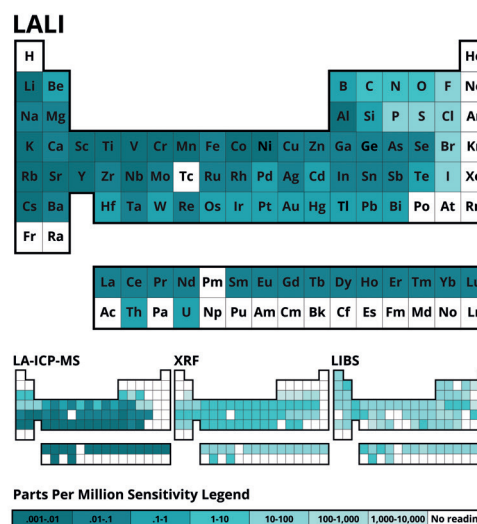 LALI
H He
Li Be B C N O F Ne
Na Mg Al Si P S Cl Ar
K Ca Sc Ti V Cr Mn Fe Co Ni Cu Zn Ga Ge As Se Br Kr
Rb Sr Y Zr Nb Mo Tc Ru Rh Pd Ag Cd In Sn Sb Te I Xe
Cs Ba Hf Ta W Re Os Ir Pt Au Hg Tl Pb Bi Po At Rn
Fr Ra
La Ce Pr Nd Pm Sm Eu Gd Tb Dy Ho Er Tm Yb Lu
Ac Th Pa U Np Pu Am Cm Bk Cf Es Fm Md No Lr
LA-ICP-MS XRF LIBS
Parts Per Million Sensitivity Legend
.001-.01 .01-.1 .1-1 1-10 10-100 100-1,000 1,000-10,000 No readin